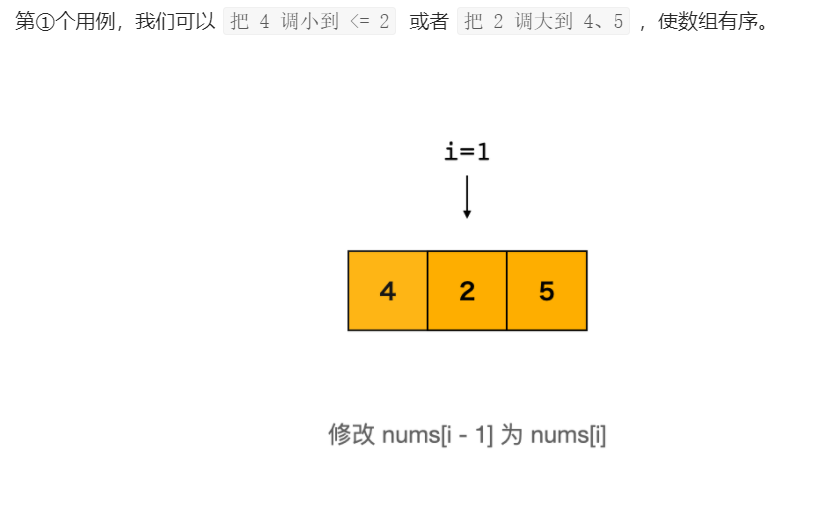 第①个用例，我们可以 把 4 调小到 <= 2 或者 把 2 调大到 4、5 ，使数组有序。
i=1
4 2 5
修改 nums[i - 1] 为 nums[i]